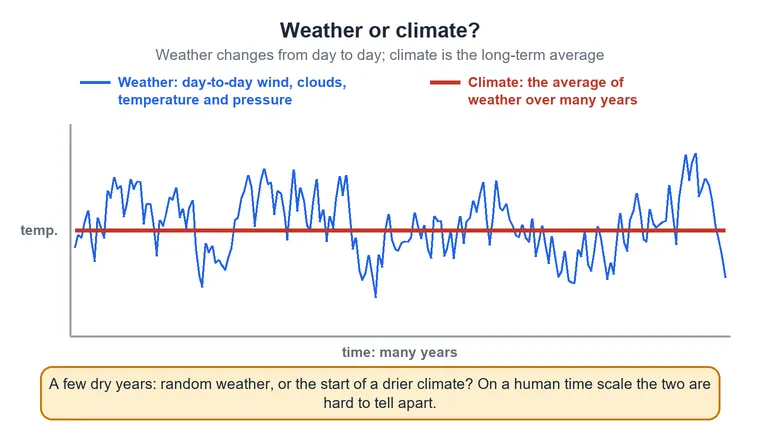 Weather or climate?
Weather changes from day to day; climate is the long-term average
Weather: day-to-day wind, clouds,
temperature and pressure
Climate: the average of
weather over many years
temp.
time: many years
A few dry years: random weather, or the start of a drier climate? On a human time scale the two are
hard to tell apart.